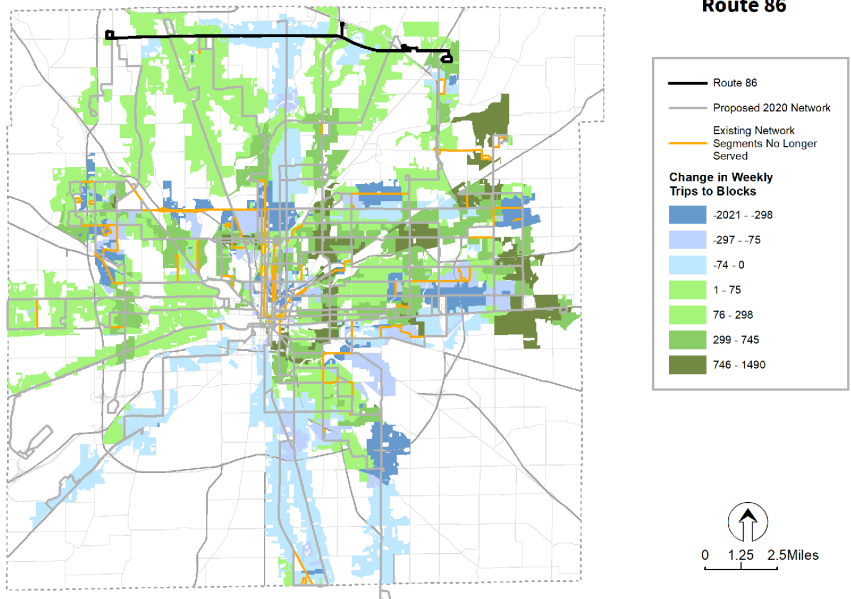 Route 86
Route 86
Proposed 2020 Network
Existing Network
Segments No Longer
Served
Change in Weekly
Trips to Blocks
-2021 - -298
-297 - -75
-74 - 0
1 - 75
76 - 298
299 - 745
746 - 1490
0 1.25 2.5Miles